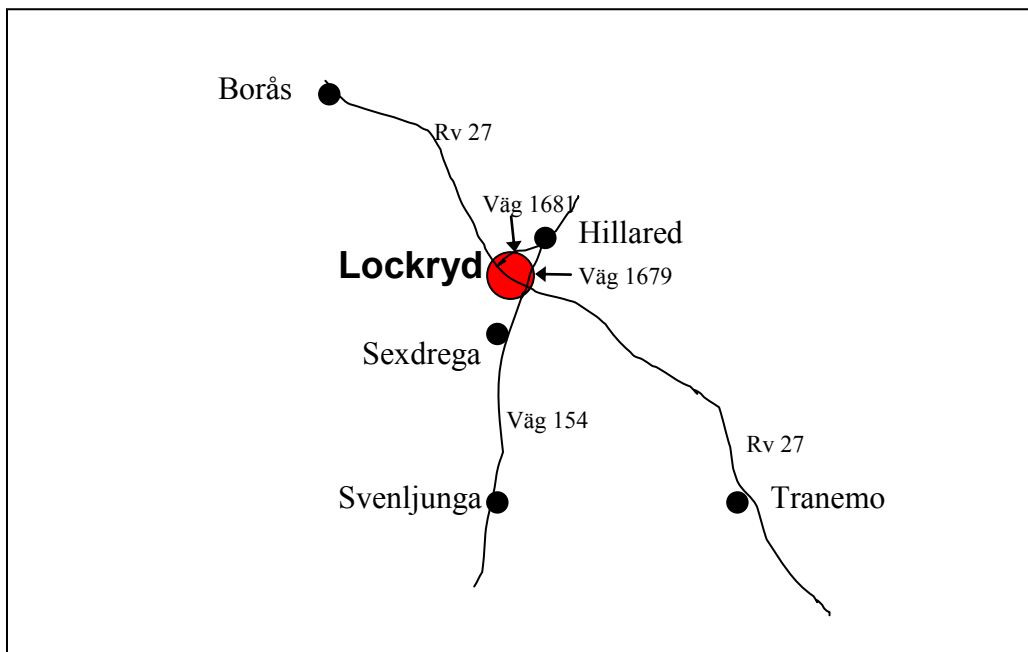 Borås
Rv 27
Väg 1681
Hillared
Lockryd
Väg 1679
Sexdrega
Väg 154
Rv 27
Svenljunga
Tranemo